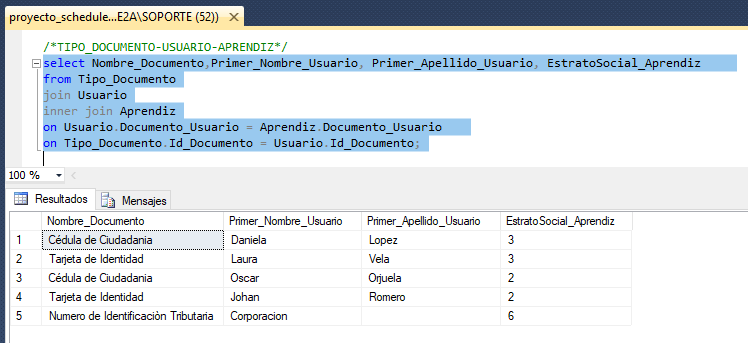 proyecto_schedule...E2A\SOPORTE (52))
/*TIPO_DOCUMENTO-USUARIO-APRENDIZ*/
select Nombre_Documento,Primer_Nombre_Usuario, Primer_Apellido_Usuario, EstratoSocial_Aprendiz
from Tipo_Documento
join Usuario
inner join Aprendiz
on Usuario.Documento_Usuario = Aprendiz.Documento_Usuario
on Tipo_Documento.Id_Documento = Usuario.Id_Documento;
100 %
Resultados Mensajes
Nombre_Documento Primer_Nombre_Usuario Primer_Apellido_Usuario EstratoSocial_Aprendiz
1 Cédula de Ciudadania Daniela Lopez 3
2 Tarjeta de Identidad Laura Vela 3
3 Cédula de Ciudadania Oscar Orjuela 2
4 Tarjeta de Identidad Johan Romero 2
5 Numero de Identificaciòn Tributaria Corporacion 6